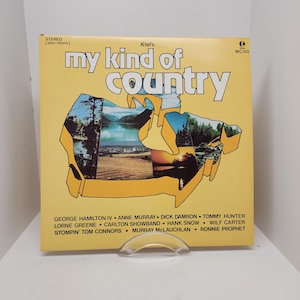 STEREO
K-tel's
my kind of
country
GEORGE HAMILTON IV • ANNE MURRAY • DICK DAMRON • TOMMY HUNTER
LORNE GREENE • CARLTON SHOWBAND • HANK SNOW • WILF CARTER
STOMPIN' TOM CONNORS • MURRAY McLAUCHLAN • RONNIE PROPHET